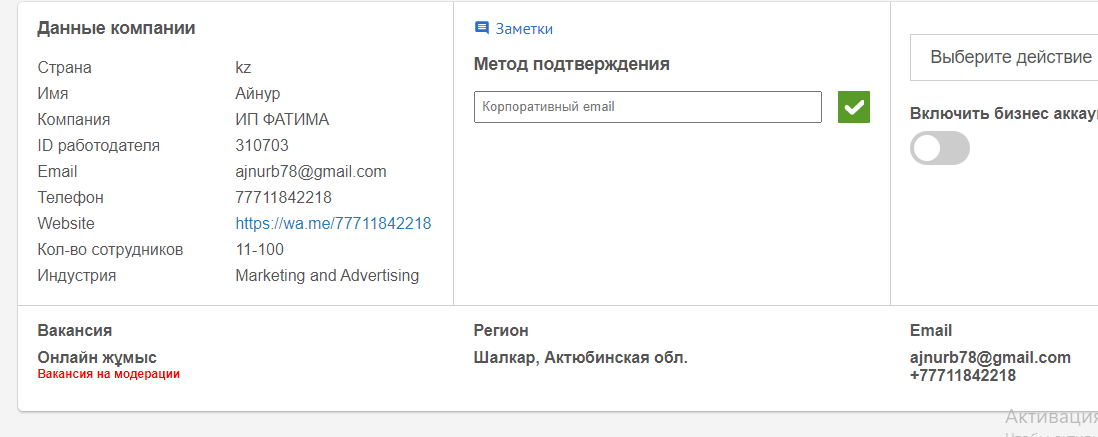 Данные компании
Страна kz
Имя Айнур
Компания ИП ФАТИМА
ID работодателя 310703
Email ajnurb78@gmail.com
Телефон 77711842218
Website https://wa.me/77711842218
Кол-во сотрудников 11-100
Индустрия Marketing and Advertising
Заметки
Метод подтверждения
Корпоративный email
Выберите действие
Включить бизнес аккау
Вакансия
Онлайн жұмыс
Вакансия на модерации
Регион
Шалкар, Актюбинская обл.
Email
ajnurb78@gmail.com
+77711842218
Активация